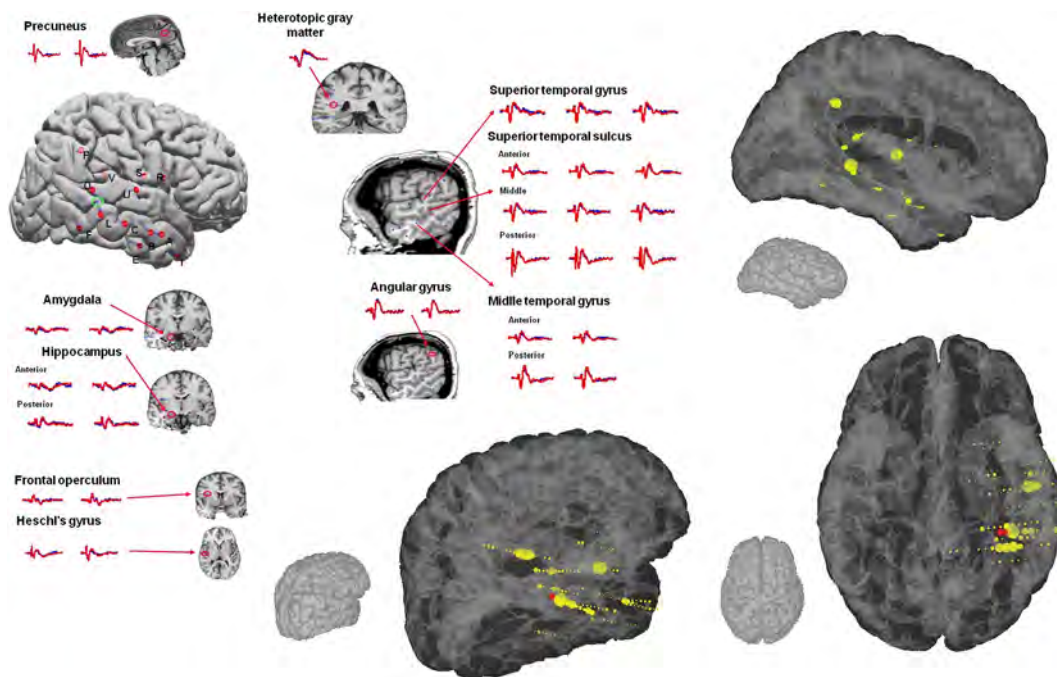 Precuneus
Heterotopic gray
matter
Superior temporal gyrus
Superior temporal sulcus
Anterior
Middle
Posterior
P
V
S
R
U
L
C
F
B
A
E
T
Angular gyrus
Midlle temporal gyrus
Anterior
Posterior
Amygdala
Hippocampus
Anterior
Posterior
Frontal operculum
Heschl's gyrus